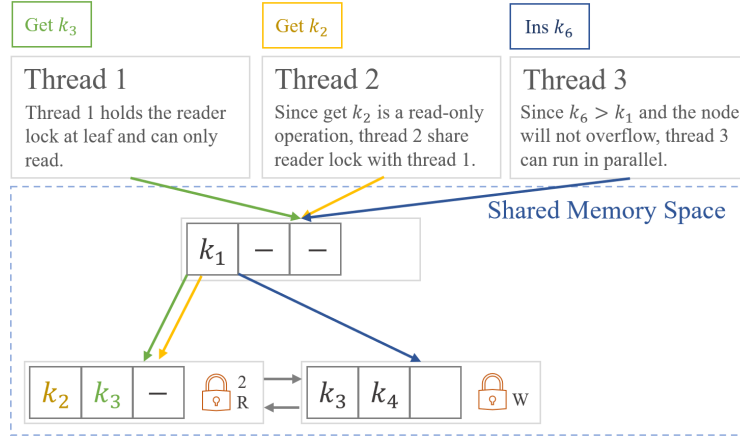 Get k₃
Get k₂
Ins k₆
Thread 1
Thread 1 holds the reader
lock at leaf and can only
read.
Thread 2
Since get k₂ is a read-only
operation, thread 2 share
reader lock with thread 1.
Thread 3
Since k₆ > k₁ and the node
will not overflow, thread 3
can run in parallel.
Shared Memory Space
k₁ – –
k₂ k₃ – 2 R
k₃ k₄ W